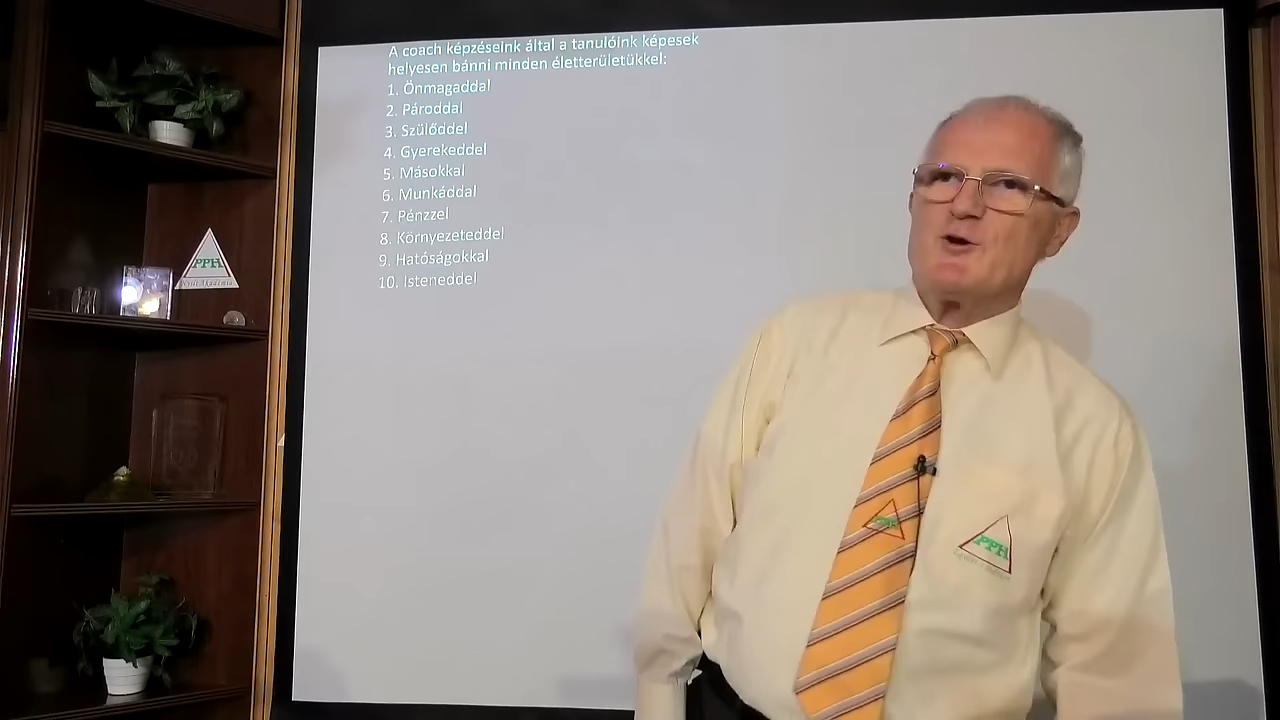 A coach képzéseink által a tanulóink képesek
helyesen bánni minden életterületükkel:
1. Önmagaddal
2. Pároddal
3. Szülőddel
4. Gyerekeddel
5. Másokkal
6. Munkáddal
7. Pénzzel
8. Környezeteddel
9. Hatóságokkal
10. Isteneddel
PPH
PPH
PPH